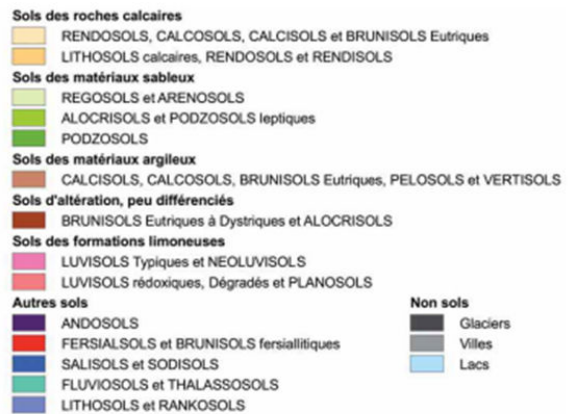 Sols des roches calcaires
RENDOSOLS, CALCOSOLS, CALCISOLS et BRUNISOLS Eutriques
LITHOSOLS calcaires, RENDOSOLS et RENDISOLS
Sols des matériaux sableux
REGOSOLS et ARENOSOLS
ALOCRISOLS et PODZOSOLS leptiques
PODZOSOLS
Sols des matériaux argileux
CALCISOLS, CALCOSOLS, BRUNISOLS Eutriques, PELOSOLS et VERTISOLS
Sols d'altération, peu différenciés
BRUNISOLS Eutriques à Dystriques et ALOCRISOLS
Sols des formations limoneuses
LUVISOLS Typiques et NEOLUVISOLS
LUVISOLS rédoxiques, Dégradés et PLANOSOLS
Autres sols
ANDOSOLS
FERSIALSOLS et BRUNISOLS fersiallitiques
SALISOLS et SODISOLS
FLUVIOSOLS et THALASSOSOLS
LITHOSOLS et RANKOSOLS
Non sols
Glaciers
Villes
Lacs